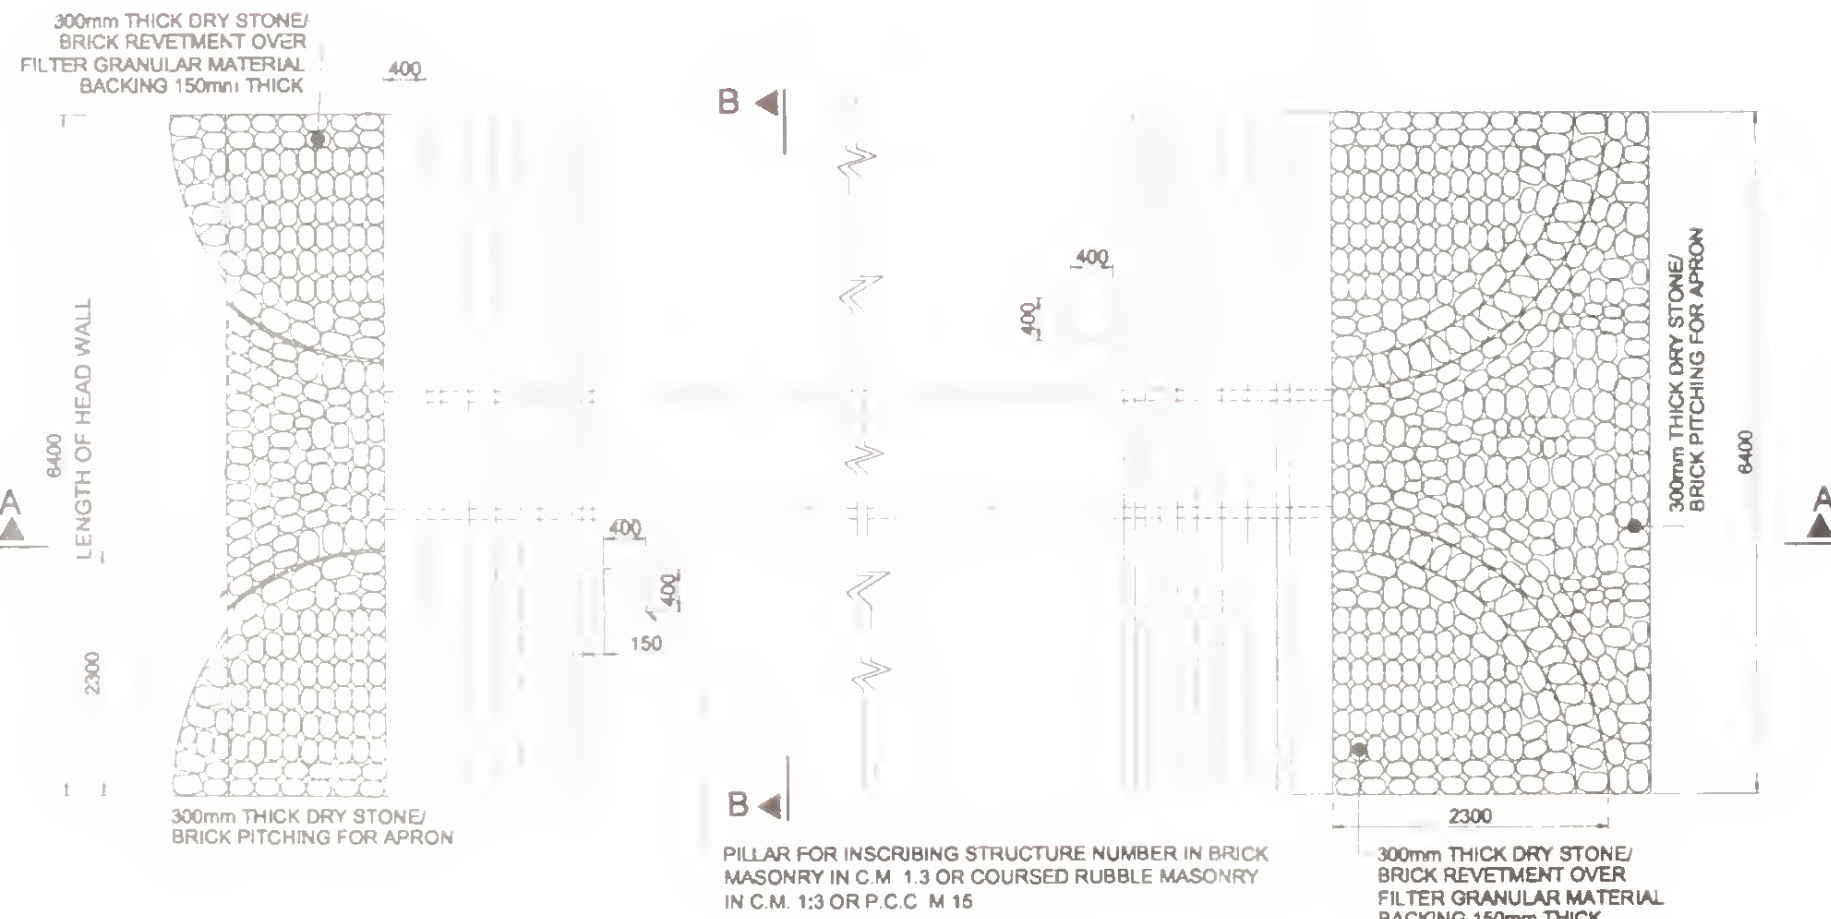 300mm THICK DRY STONE/
BRICK REVETMENT OVER
FILTER GRANULAR MATERIAL
BACKING 150mm THICK
400
B
400
400
LENGTH OF HEAD WALL
6400
A
2300
400
400
150
300mm THICK DRY STONE/
BRICK PITCHING FOR APRON
6400
A
300mm THICK DRY STONE/
BRICK PITCHING FOR APRON
B
2300
PILLAR FOR INSCRIBING STRUCTURE NUMBER IN BRICK
MASONRY IN C.M 1.3 OR COURSED RUBBLE MASONRY
IN C.M. 1:3 OR P.C.C M 15
300mm THICK DRY STONE/
BRICK REVETMENT OVER
FILTER GRANULAR MATERIAL
BACKING 150mm THICK